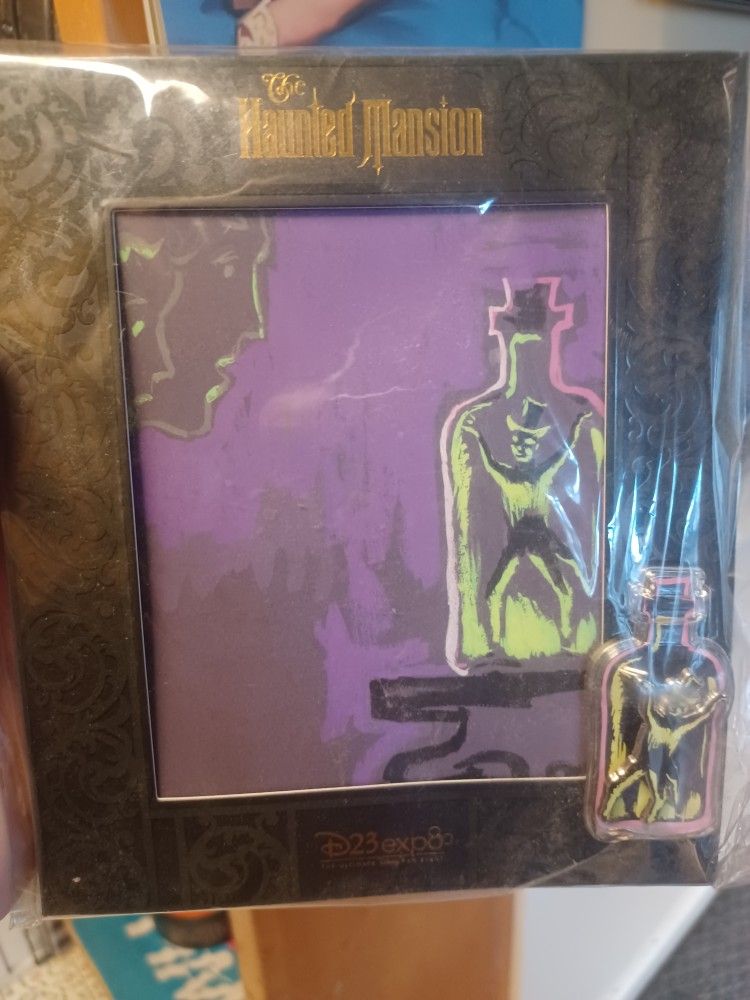 The
Haunted Mansion
D23 expo